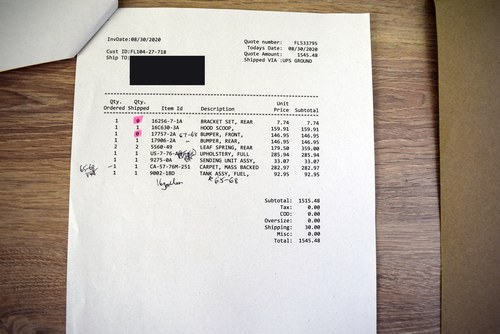 InvDate:08/30/2020
Quote number: FL533795
Todays Date: 08/30/2020
Cust ID:FL104-27-718
Quote Amount: 1545.48
Ship TO:
Shipped VIA :UPS GROUND
Qty. Qty. Unit
Ordered Shipped Item Id Description Price Subtotal
1 16256-7-1A BRACKET SET, REAR 7.74 7.74
1 1 16C630-3A HOOD SCOOP, 159.91 159.91
1 17757-2A 67-68 BUMPER, FRONT, 146.95 146.95
1 1 17906-2A " BUMPER, REAR 146.95 146.95
2 2 5560-49 LEAF SPRING, REAR 179.50 359.00
1 1 US-7-76- UPHOLSTERY, FULL 285.94 285.94
1 1 9275-0A SENDING UNIT ASSY, 33.07 33.07
1 1 CA-57-76M-251 CARPET, MASS BACKED 282.97 282.97
1 1 9002-18D TANK ASSY, FUEL, 92.95 92.95
65-68
Subtotal: 1515.48
Tax: 0.00
COD: 0.00
Oversize: 0.00
Shipping: 30.00
Misc: 0.00
Total: 1545.48